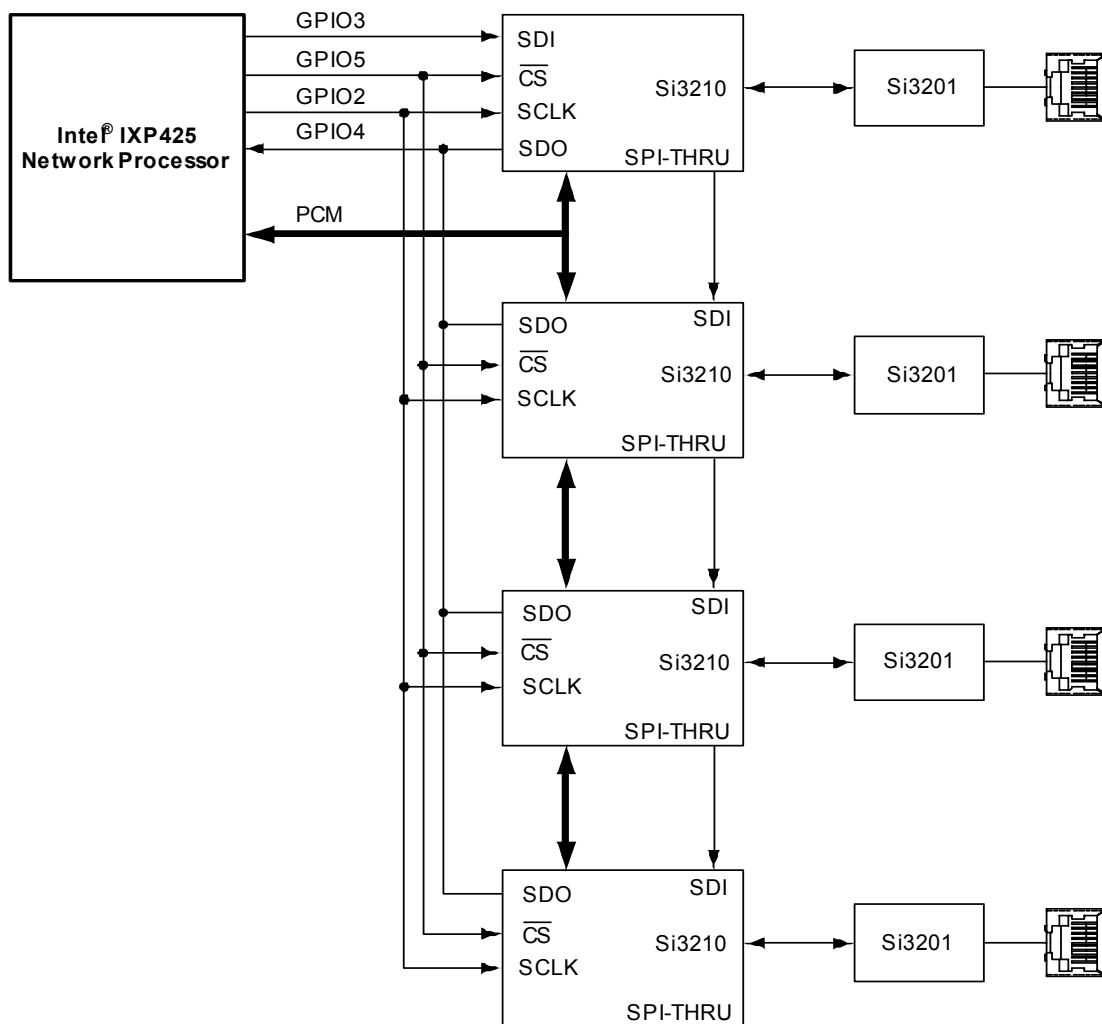 GPIO3
GPIO5
GPIO2
GPIO4
Intel® IXP425
Network Processor
PCM
SDI
CS
SCLK
SDO
Si3210
SPI-THRU
Si3201
SDO
SDI
CS
SCLK
Si3210
SPI-THRU
Si3201
SDO
SDI
CS
SCLK
Si3210
SPI-THRU
Si3201
SDO
SDI
CS
SCLK
Si3210
SPI-THRU
Si3201